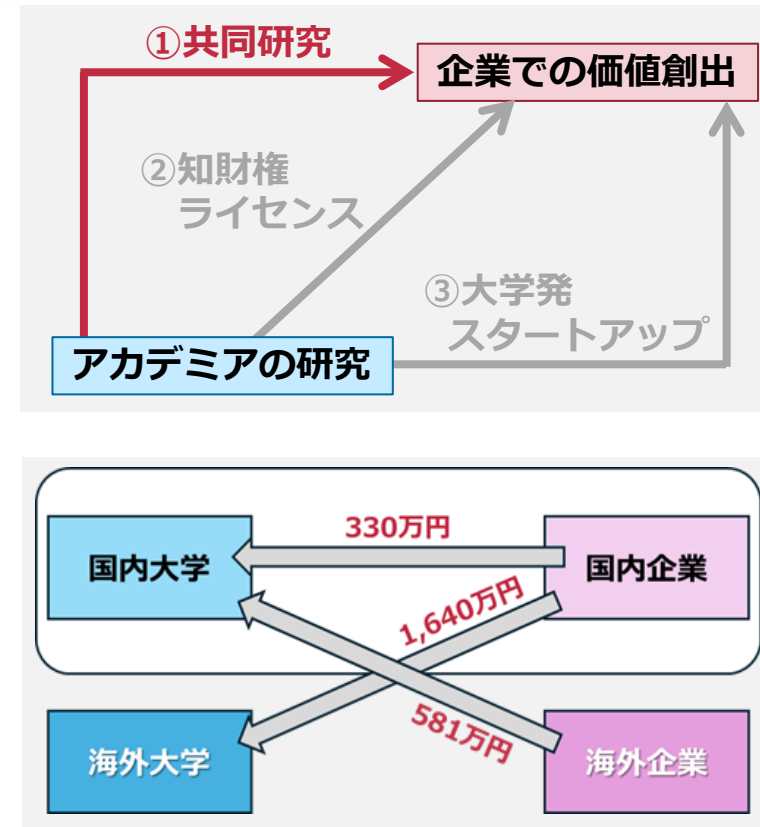 ①共同研究
企業での価値創出
②知財権
ライセンス
③大学発
スタートアップ
アカデミアの研究
330万円
国内大学
国内企業
1,640万円
581万円
海外大学
海外企業